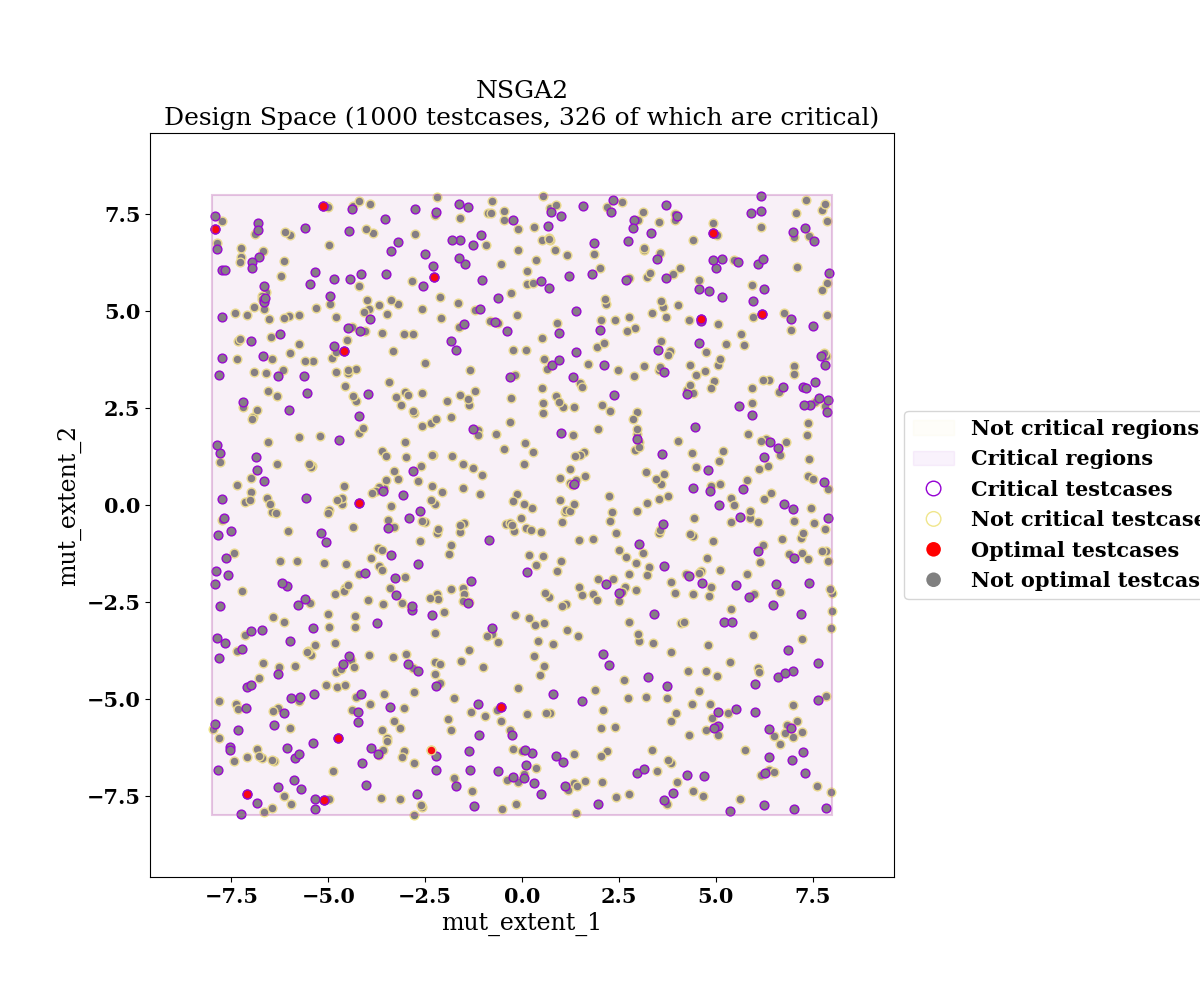 NSGA2
Design Space (1000 testcases, 326 of which are critical)
7.5
5.0
2.5
0.0
−2.5
−5.0
−7.5
mut_extent_2
−7.5 −5.0 −2.5 0.0 2.5 5.0 7.5
mut_extent_1
Not critical regions
Critical regions
Critical testcases
Not critical testcase
Optimal testcases
Not optimal testcas